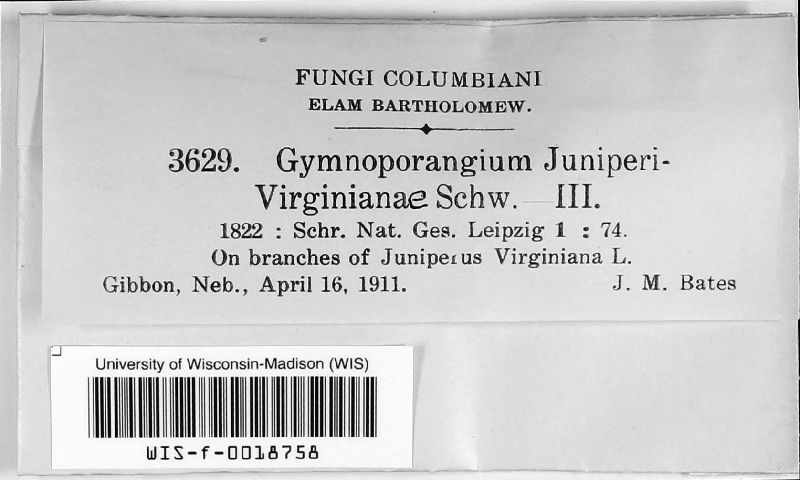 FUNGI COLUMBIANI
ELAM BARTHOLOMEW.
3629. Gymnoporangium Juniperi-
Virginianae Schw. III.
1822 : Schr. Nat. Ges. Leipzig 1 : 74.
On branches of Juniperus Virginiana L.
Gibbon, Neb., April 16, 1911. J. M. Bates
University of Wisconsin-Madison (WIS)
WIS-f-0018758